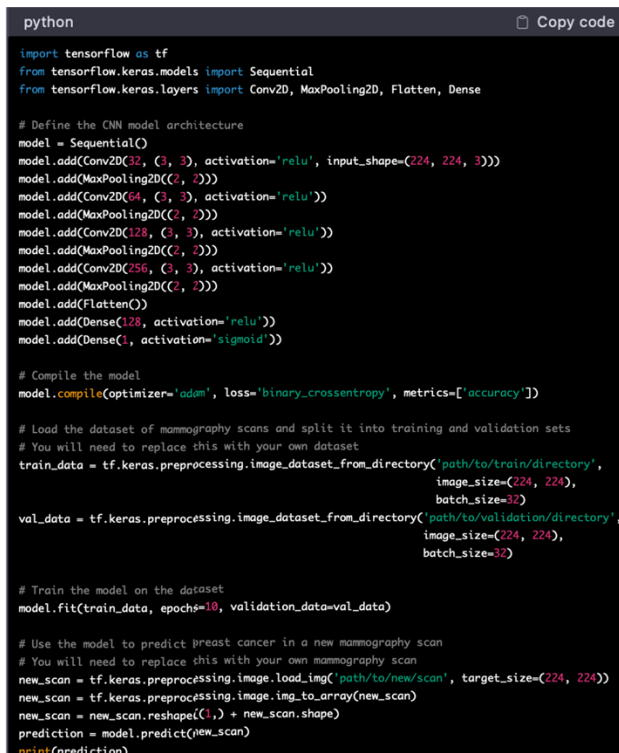 python Copy code
import tensorflow as tf
from tensorflow.keras.models import Sequential
from tensorflow.keras.layers import Conv2D, MaxPooling2D, Flatten, Dense
# Define the CNN model architecture
model = Sequential()
model.add(Conv2D(32, (3, 3), activation='relu', input_shape=(224, 224, 3)))
model.add(MaxPooling2D((2, 2)))
model.add(Conv2D(64, (3, 3), activation='relu'))
model.add(MaxPooling2D((2, 2)))
model.add(Conv2D(128, (3, 3), activation='relu'))
model.add(MaxPooling2D((2, 2)))
model.add(Conv2D(256, (3, 3), activation='relu'))
model.add(MaxPooling2D((2, 2)))
model.add(Flatten())
model.add(Dense(128, activation='relu'))
model.add(Dense(1, activation='sigmoid'))
# Compile the model
model.compile(optimizer='adam', loss='binary_crossentropy', metrics=['accuracy'])
# Load the dataset of mammography scans and split it into training and validation sets
# You will need to replace this with your own dataset
train_data = tf.keras.preprocessing.image_dataset_from_directory('path/to/train/directory',
image_size=(224, 224),
batch_size=32)
val_data = tf.keras.preprocessing.image_dataset_from_directory('path/to/validation/directory',
image_size=(224, 224),
batch_size=32)
# Train the model on the dataset
model.fit(train_data, epochs=10, validation_data=val_data)
# Use the model to predict breast cancer in a new mammography scan
# You will need to replace this with your own mammography scan
new_scan = tf.keras.preprocessing.image.load_img('path/to/new/scan', target_size=(224, 224))
new_scan = tf.keras.preprocessing.image.img_to_array(new_scan)
new_scan = new_scan.reshape((1,) + new_scan.shape)
prediction = model.predict(new_scan)
print(prediction)